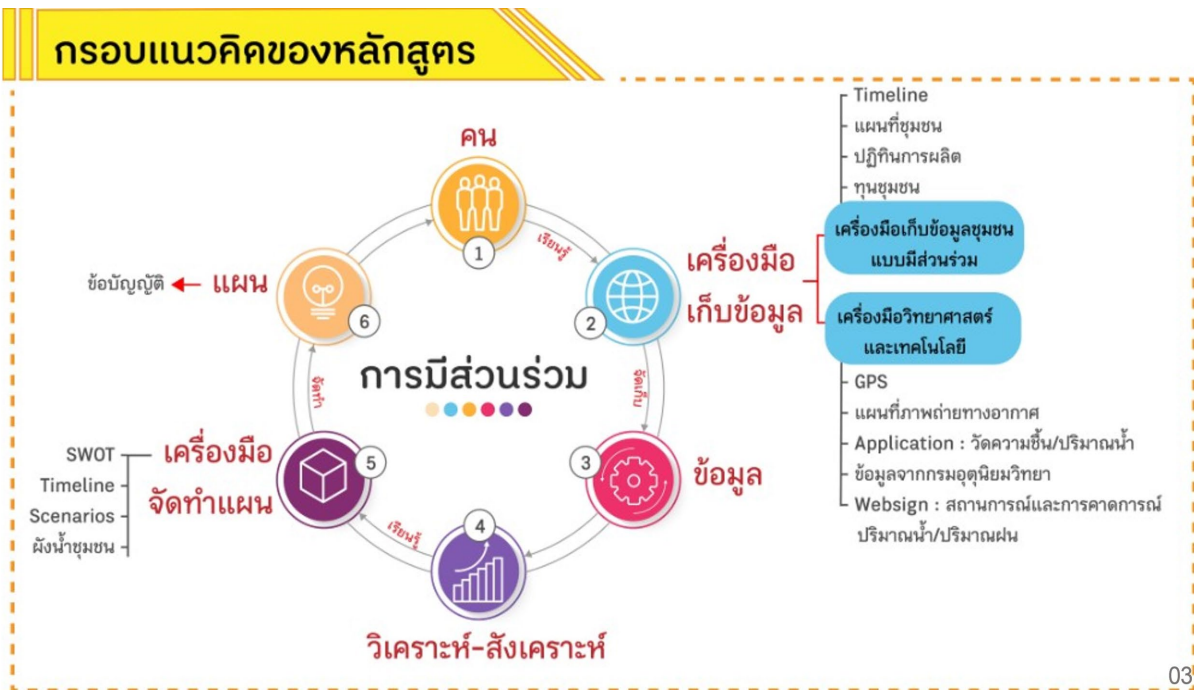 กรอบแนวคิดของหลักสูตร
คน
1
เรียนรู้
เครื่องมือ
เก็บข้อมูล
2
Timeline
แผนที่ชุมชน
ปฏิทินการผลิต
ทุนชุมชน
เครื่องมือเก็บข้อมูลชุมชน
แบบมีส่วนร่วม
เครื่องมือวิทยาศาสตร์
และเทคโนโลยี
GPS
แผนที่ภาพถ่ายทางอากาศ
Application : วัดความชื้น/ปริมาณน้ำ
ข้อมูลจากกรมอุตุนิยมวิทยา
Websign : สถานการณ์และการคาดการณ์
ปริมาณน้ำ/ปริมาณฝน
จัดเก็บ
3
ข้อมูล
4
วิเคราะห์-สังเคราะห์
เรียนรู้
5
เครื่องมือ
จัดทำแผน
SWOT
Timeline
Scenarios
ผังน้ำชุมชน
จัดทำ
6
แผน
ข้อบัญญัติ
การมีส่วนร่วม
03